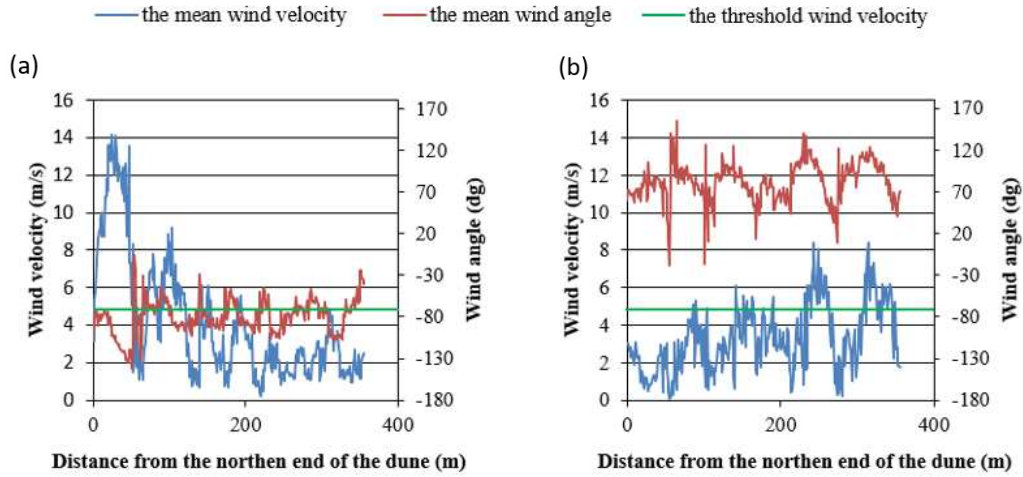 the mean wind velocity the mean wind angle the threshold wind velocity
(a) (b)
16 170 16 170
14 120 14 120
12 70 12 70
10 20 10 20
8 -30 8 -30
6 -80 6 -80
4 -130 4 -130
2 -180 2 -180
0 0
Wind velocity (m/s) Wind angle (dg) Wind velocity (m/s) Wind angle (dg)
0 200 400 0 200 400
Distance from the northen end of the dune (m) Distance from the northen end of the dune (m)